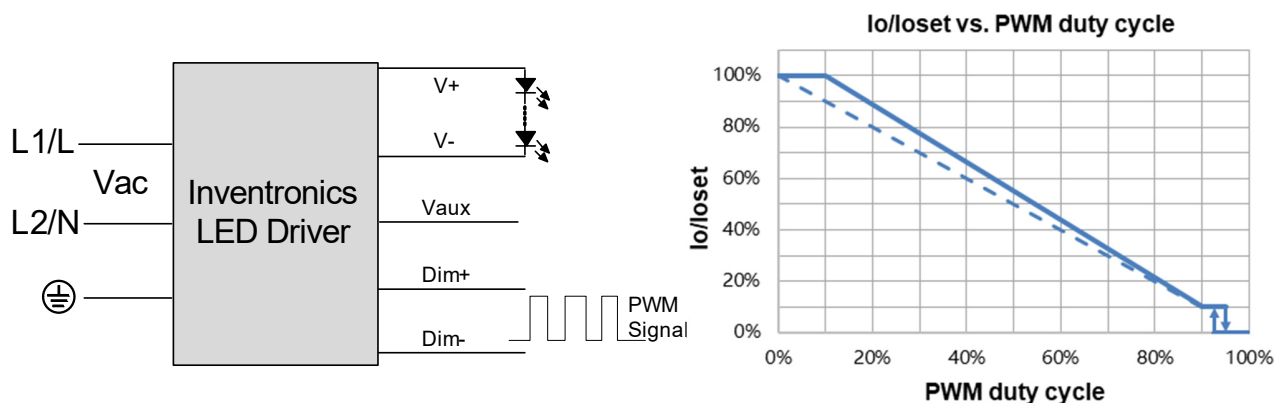 L1/L
Vac
L2/N
Inventronics
LED Driver
V+
V-
Vaux
Dim+
Dim-
PWM
Signal
Io/Ioset vs. PWM duty cycle
Io/Ioset
100%
80%
60%
40%
20%
0%
0% 20% 40% 60% 80% 100%
PWM duty cycle